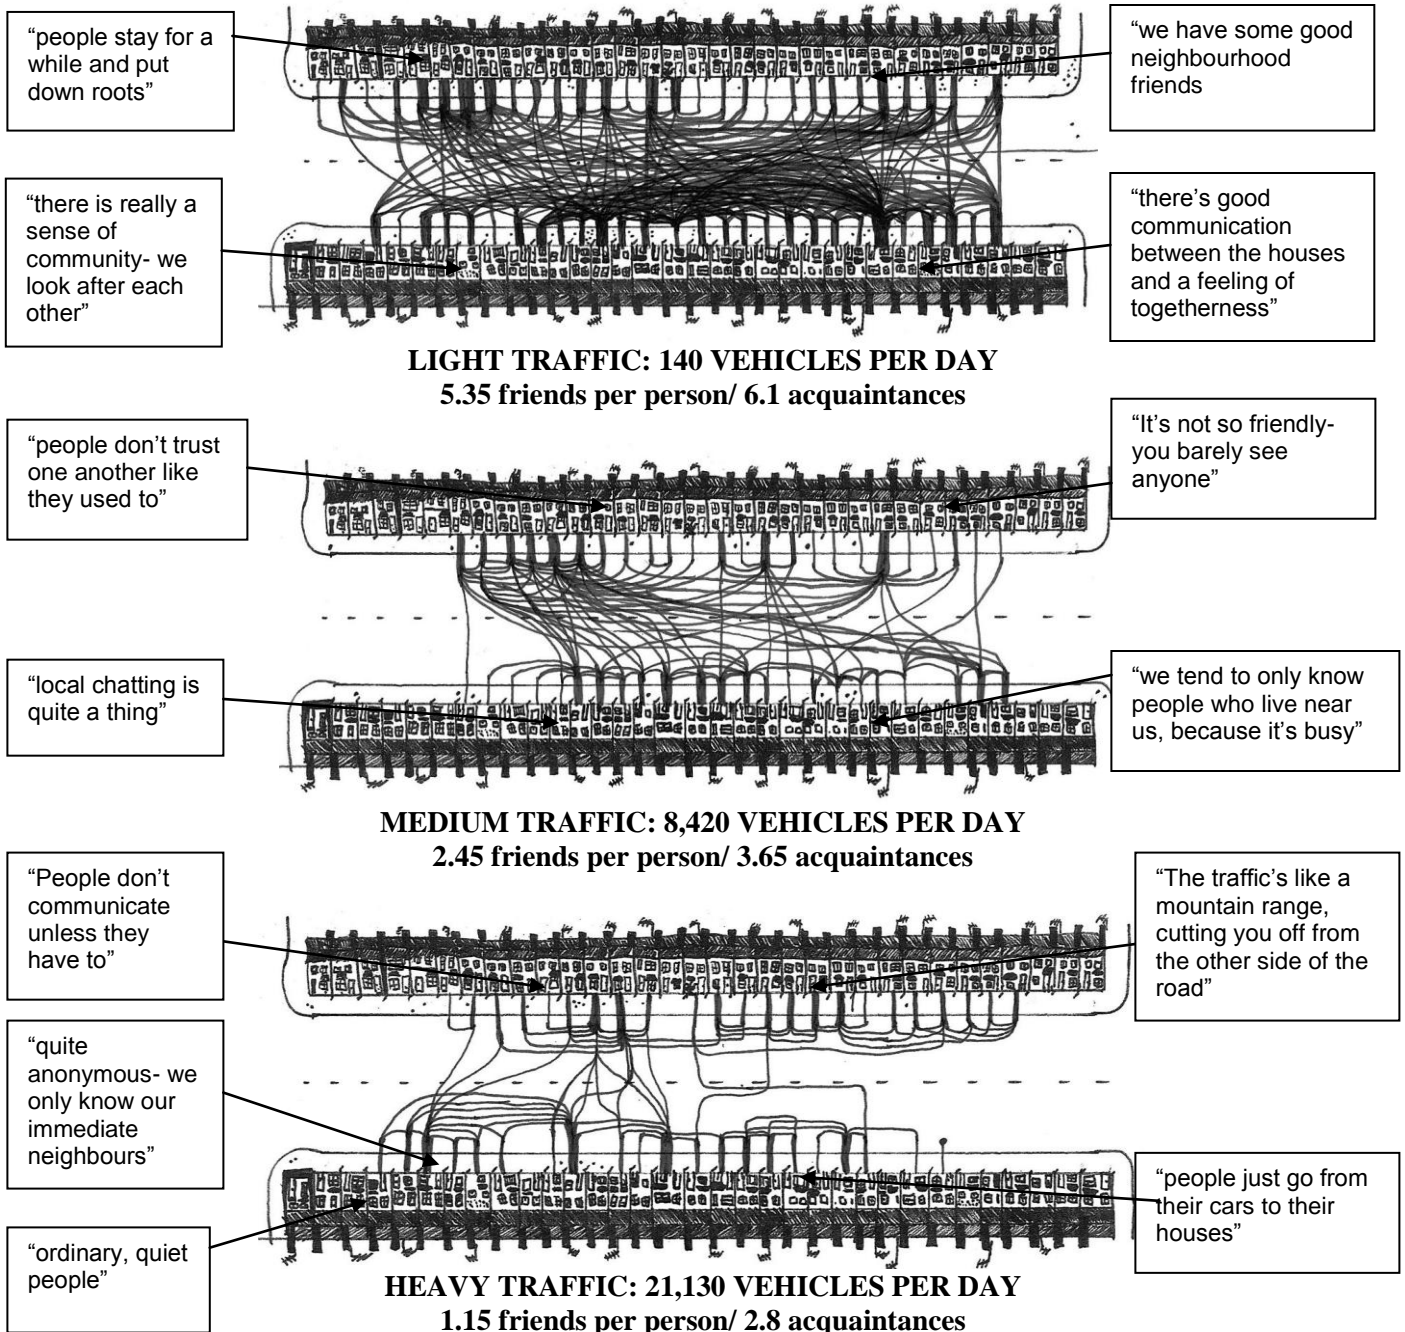 “people stay for a
while and put
down roots”
“we have some good
neighbourhood
friends
“there is really a
sense of
community- we
look after each
other”
“there’s good
communication
between the houses
and a feeling of
togetherness”
LIGHT TRAFFIC: 140 VEHICLES PER DAY
5.35 friends per person/ 6.1 acquaintances
“people don’t trust
one another like
they used to”
“It’s not so friendly-
you barely see
anyone”
“local chatting is
quite a thing”
“we tend to only know
people who live near
us, because it’s busy”
MEDIUM TRAFFIC: 8,420 VEHICLES PER DAY
2.45 friends per person/ 3.65 acquaintances
“People don’t
communicate
unless they
have to”
“The traffic’s like a
mountain range,
cutting you off from
the other side of the
road”
“quite
anonymous- we
only know our
immediate
neighbours”
“ordinary, quiet
people”
“people just go from
their cars to their
houses”
HEAVY TRAFFIC: 21,130 VEHICLES PER DAY
1.15 friends per person/ 2.8 acquaintances